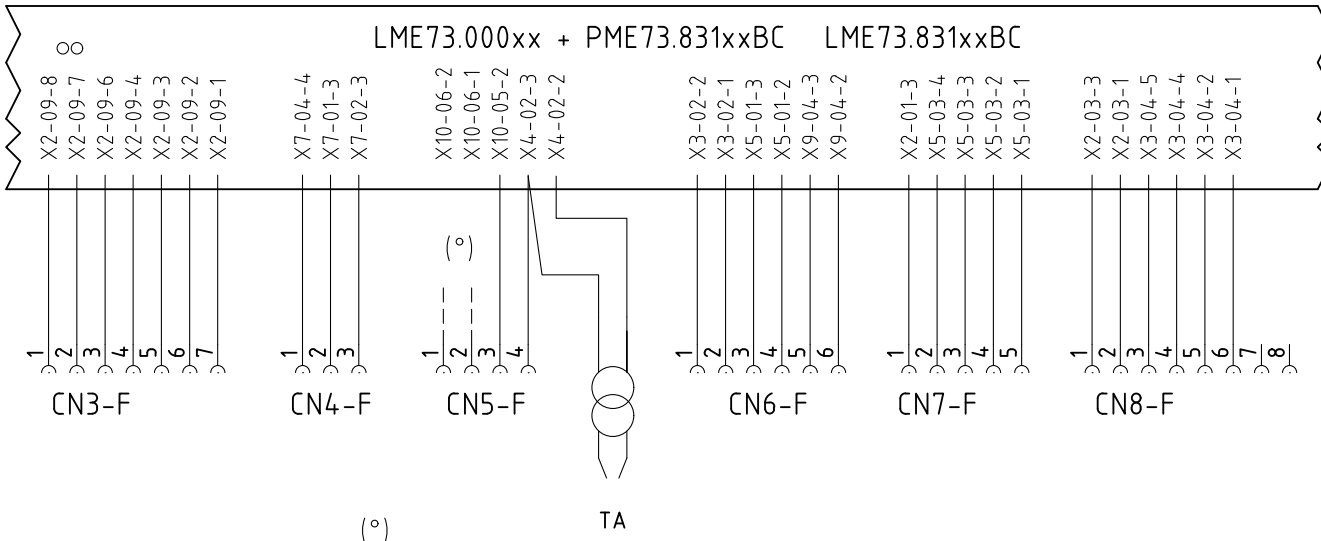 LME73.000xx + PME73.831xxBC LME73.831xxBC
○○
X2-09-8
X2-09-7
X2-09-6
X2-09-4
X2-09-3
X2-09-2
X2-09-1
X7-04-4
X7-01-3
X7-02-3
X10-06-2
X10-06-1
X10-05-2
X4-02-3
X4-02-2
X3-02-2
X3-02-1
X5-01-3
X5-01-2
X9-04-3
X9-04-2
X2-01-3
X5-03-4
X5-03-3
X5-03-2
X5-03-1
X2-03-3
X2-03-1
X3-04-5
X3-04-4
X3-04-2
X3-04-1
(°)
1 2 3 4 5 6 7
1 2 3
1 2 3 4
1 2 3 4 5 6
1 2 3 4 5
1 2 3 4 5 6 7 8
CN3-F CN4-F CN5-F CN6-F CN7-F CN8-F
TA
(°)